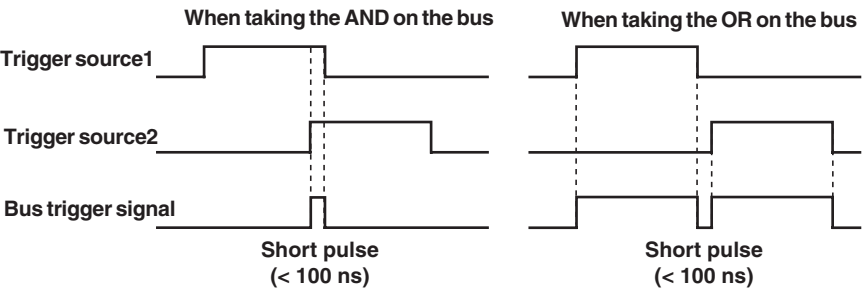 When taking the AND on the bus
When taking the OR on the bus
Trigger source1
Trigger source2
Bus trigger signal
Short pulse
(< 100 ns)
Short pulse
(< 100 ns)